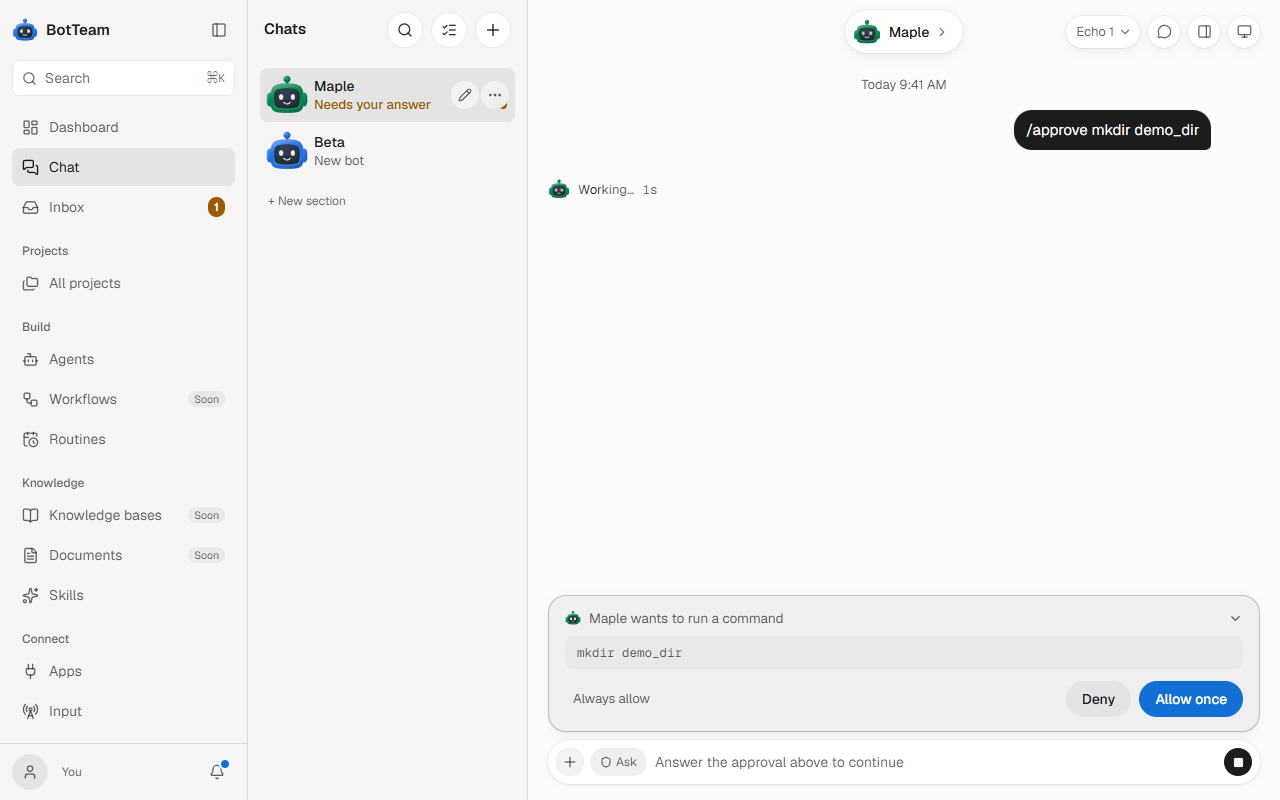 BotTeam
Search ⌘K
Dashboard
Chat
Inbox 1
Projects
All projects
Build
Agents
Workflows Soon
Routines
Knowledge
Knowledge bases Soon
Documents Soon
Skills
Connect
Apps
Input
You
Chats
Maple
Needs your answer
Beta
New bot
+ New section
Maple
Echo 1
Today 9:41 AM
/approve mkdir demo_dir
Working... 1s
Maple wants to run a command
mkdir demo_dir
Always allow
Deny
Allow once
Ask
Answer the approval above to continue